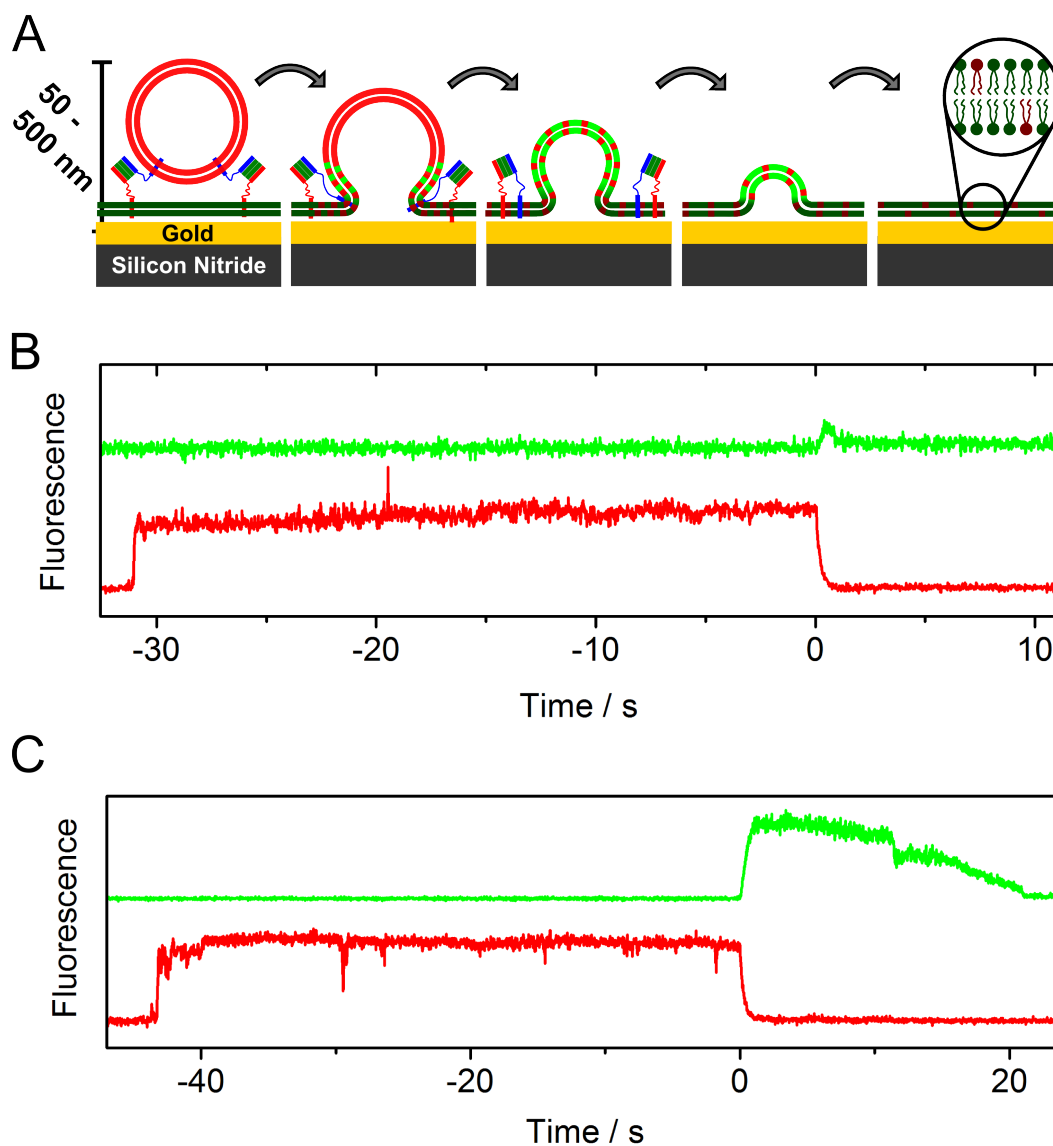 A
50 -
500 nm
Gold
Silicon Nitride
B
Fluorescence
-30 -20 -10 0 10
Time / s
C
Fluorescence
-40 -20 0 20
Time / s